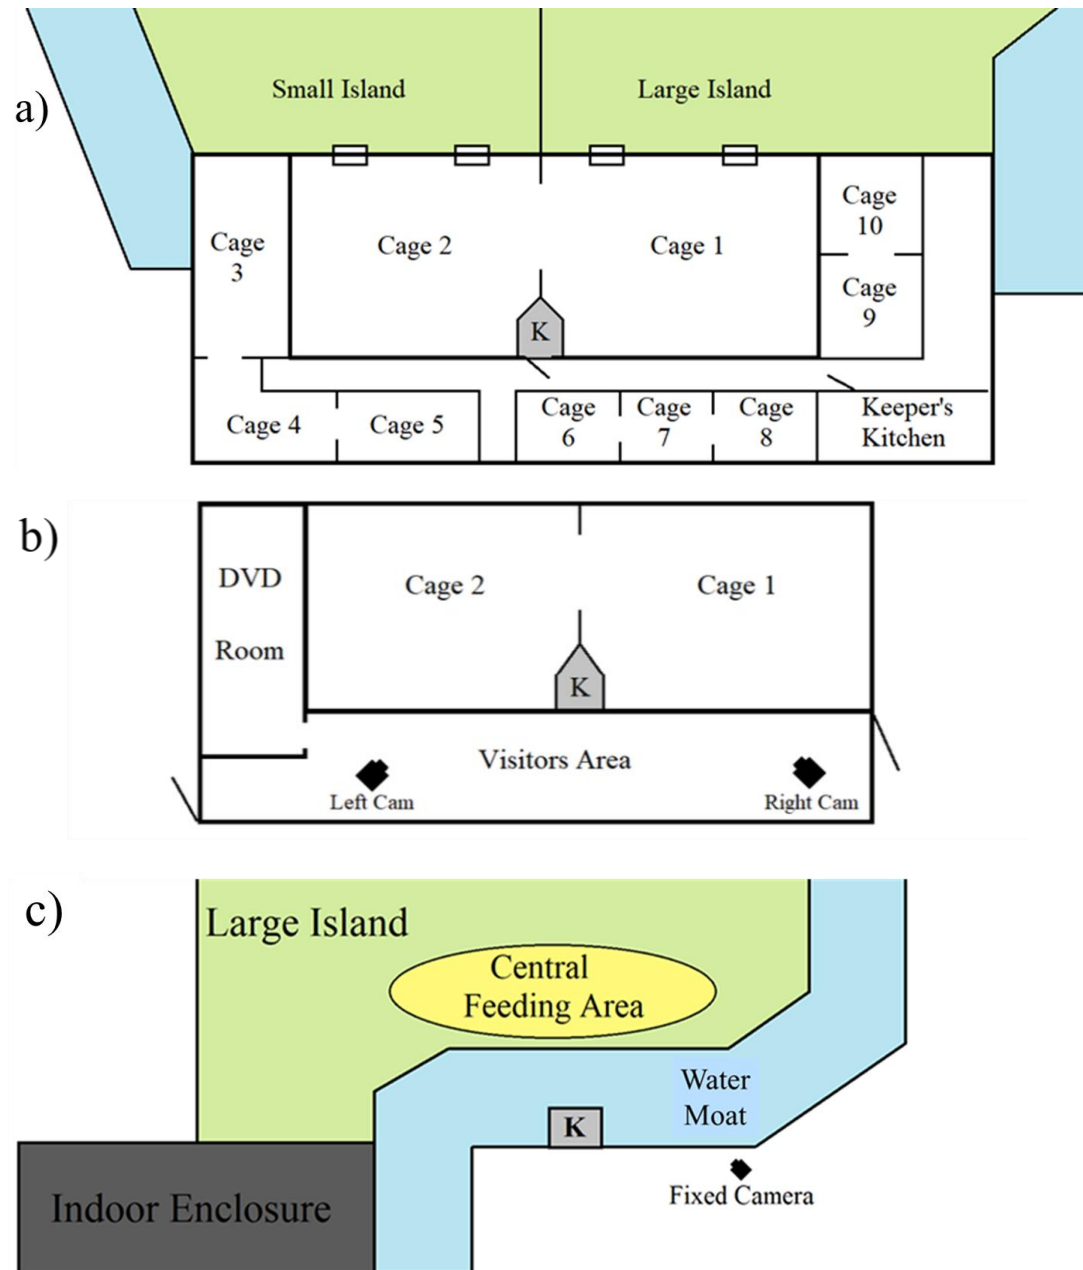 a)
Small Island
Large Island
Cage
3
Cage 2
Cage 1
Cage
10
Cage
9
K
Cage 4
Cage 5
Cage
6
Cage
7
Cage
8
Keeper's
Kitchen
b)
DVD
Room
Cage 2
Cage 1
K
Visitors Area
Left Cam
Right Cam
c)
Large Island
Central
Feeding Area
Water
Moat
K
Fixed Camera
Indoor Enclosure